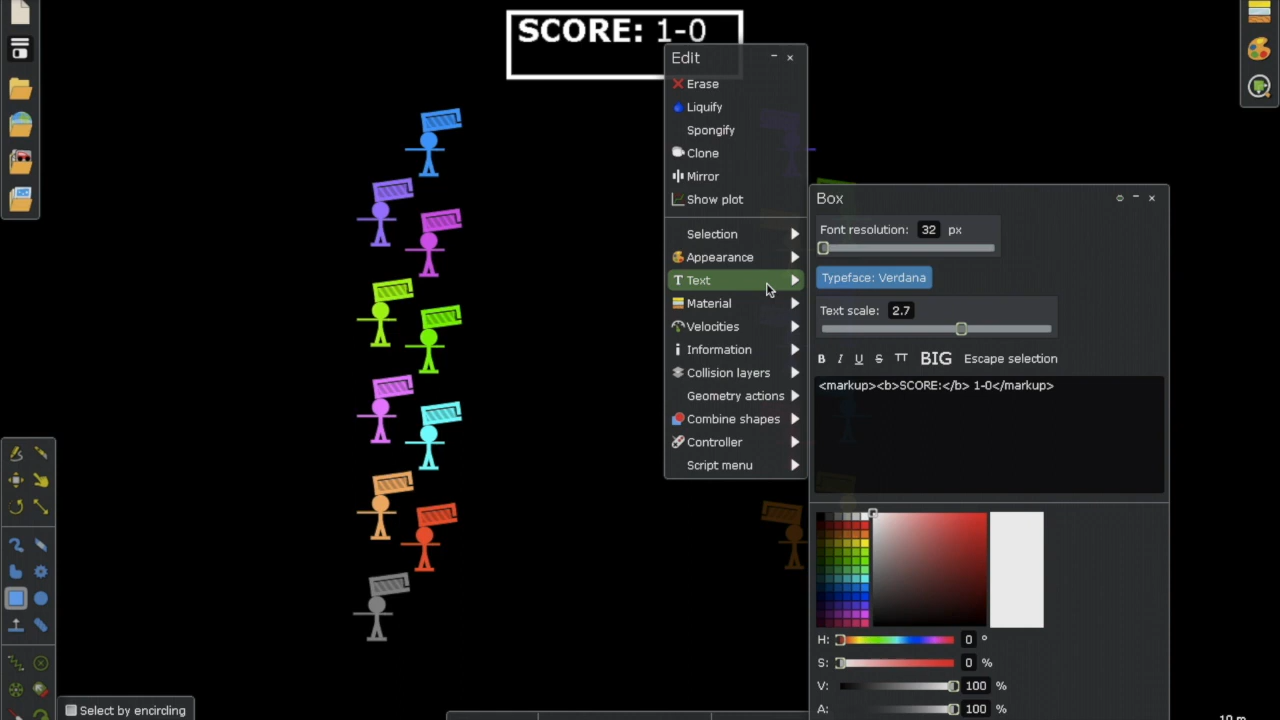 SCORE: 1-0
Edit
Erase
Liquify
Spongify
Clone
Mirror
Show plot
Selection
Appearance
Text
Material
Velocities
Information
Collision layers
Geometry actions
Combine shapes
Controller
Script menu
Box
Font resolution: 32 px
Typeface: Verdana
Text scale: 2.7
B I U S TT BIG Escape selection
<markup><b>SCORE:</b> 1-0</markup>
H: 0 °
S: 0 %
V: 100 %
A: 100 %
Select by encircling